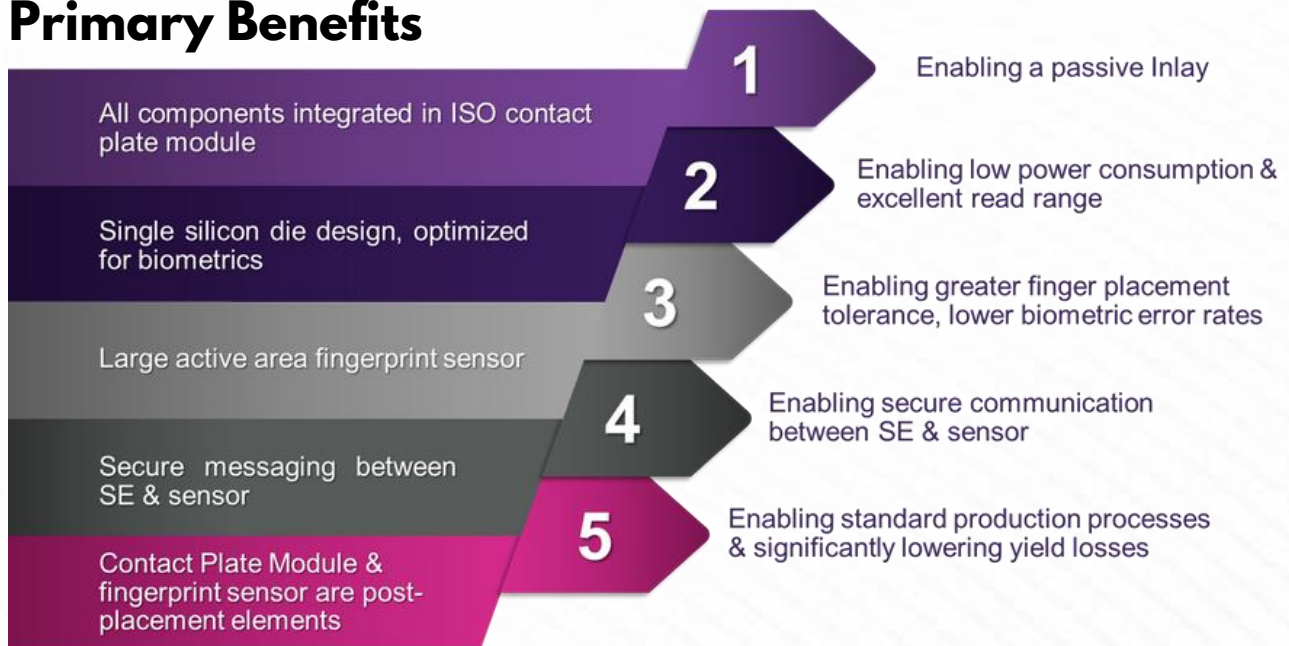 Primary Benefits
All components integrated in ISO contact
plate module
1
Enabling a passive Inlay
Single silicon die design, optimized
for biometrics
2
Enabling low power consumption &
excellent read range
Large active area fingerprint sensor
3
Enabling greater finger placement
tolerance, lower biometric error rates
Secure messaging between
SE & sensor
4
Enabling secure communication
between SE & sensor
Contact Plate Module &
fingerprint sensor are post-
placement elements
5
Enabling standard production processes
& significantly lowering yield losses